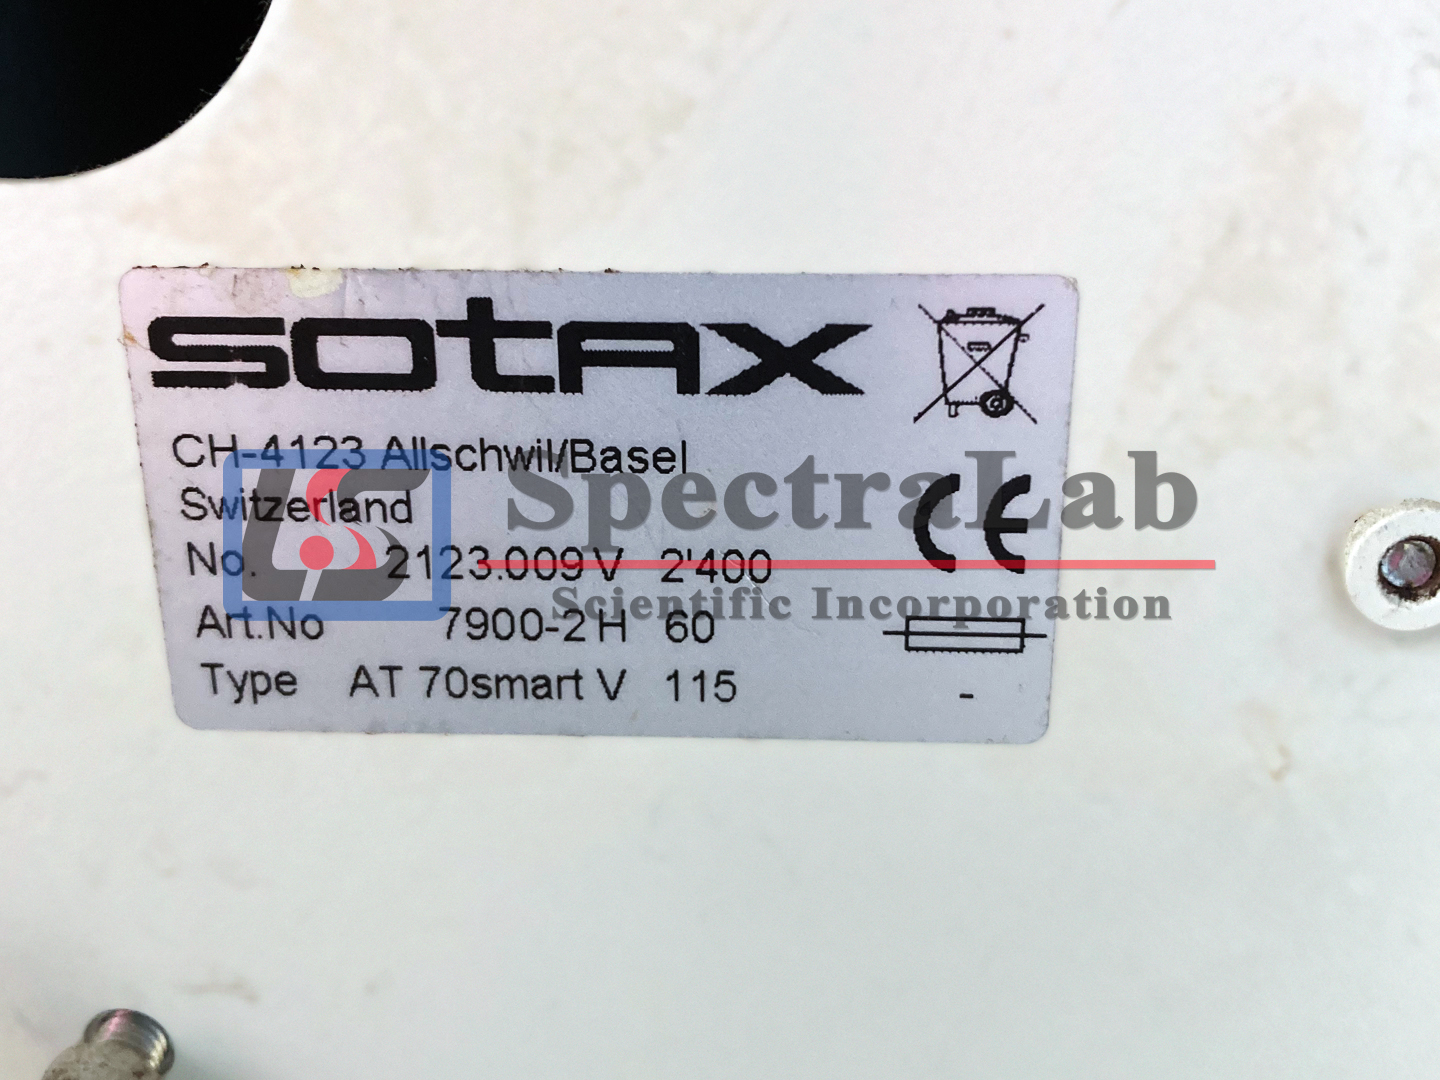 sotax
CH-4123 Allschwil/Basel
Switzerland
No. 2123.009 V 2'400
Art.No 7900-2 H 60
Type AT 70smart V 115
CE
-
SpectraLab
Scientific Incorporation